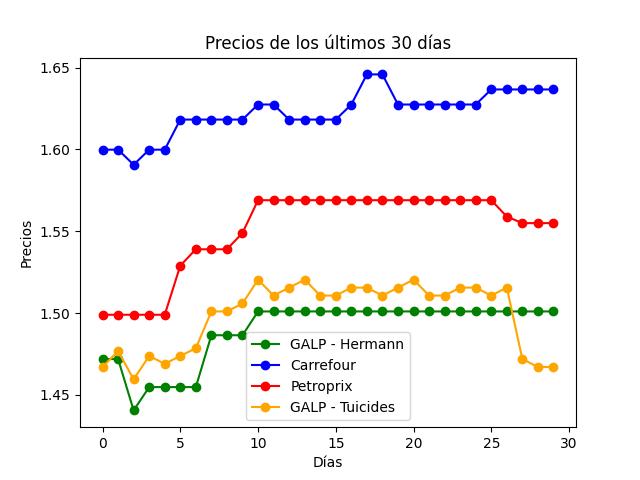 Precios de los últimos 30 días
Precios
1.65
1.60
1.55
1.50
1.45
GALP - Hermann
Carrefour
Petroprix
GALP - Tuicides
0 5 10 15 20 25 30
Días